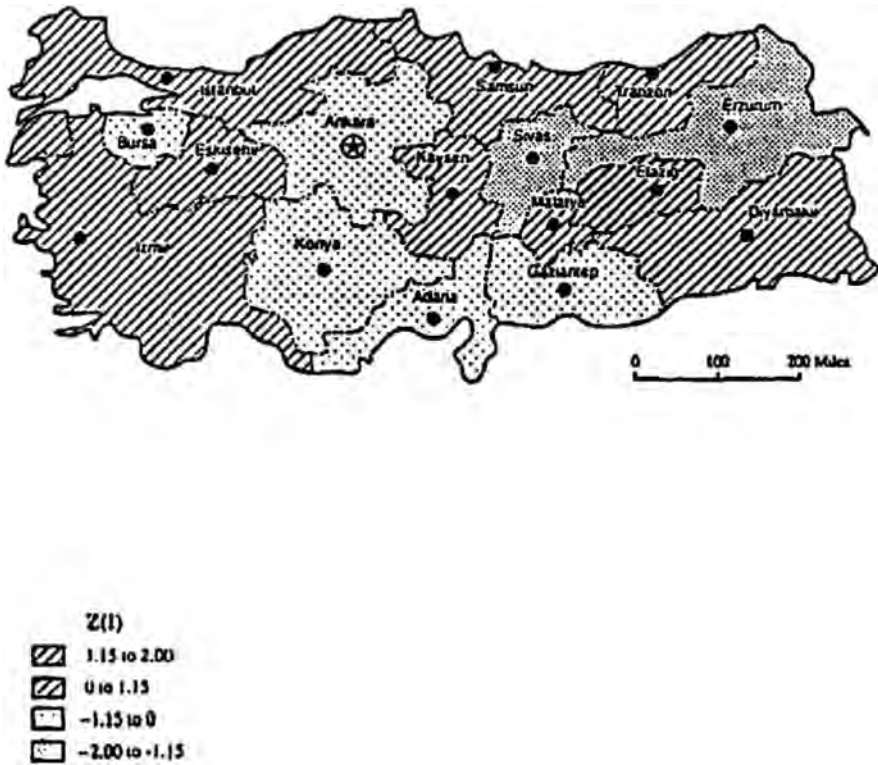 Istanbul
Samsun
Trabzon
Erzurum
Ankara
Bursa
Sivas
Eskisehir
Kayseri
Elazig
Malatya
Diyarbakir
Izmir
Konya
Gaziantep
Adana
0 100 200 Miles
Z(I)
1.15 to 2.00
0 to 1.15
-1.15 to 0
-2.00 to -1.15